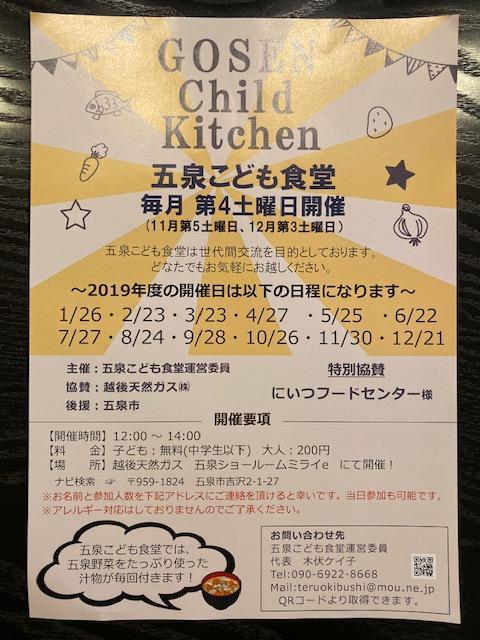 GOSEN
Child
Kitchen
五泉こども食堂
毎月 第4土曜日開催
（11月第5土曜日、12月第3土曜日）
五泉こども食堂は世代間交流を目的としております。
どなたでもお気軽にお越しください。
～2019年度の開催日は以下の日程になります～
1/26・2/23・3/23・4/27 ・5/25 ・6/22
7/27・8/24・9/28・10/26・11/30・12/21
主催：五泉こども食堂運営委員
協賛：越後天然ガス㈱
後援：五泉市
特別協賛
にいつフードセンター様
開催要項
【開催時間】12:00 ～ 14:00
【料　金】子ども：無料(中学生以下)　大人：200円
【場　所】越後天然ガス　五泉ショールームミライe　にて開催！
ナビ検索 ☞ 〒959-1824　五泉市吉沢2-1-27
※お名前と参加人数を下記アドレスにご連絡を頂けると幸いです。当日参加も可能です。
※アレルギー対応はしておりませんのでご了承ください。
五泉こども食堂では、
五泉野菜をたっぷり使った
汁物が毎回付きます！
お問い合わせ先
五泉こども食堂運営委員
代表　木伏ケイ子
Tel:090-6922-8668
Mail:teruokibushi@mou.ne.jp
QRコードより取得できます。